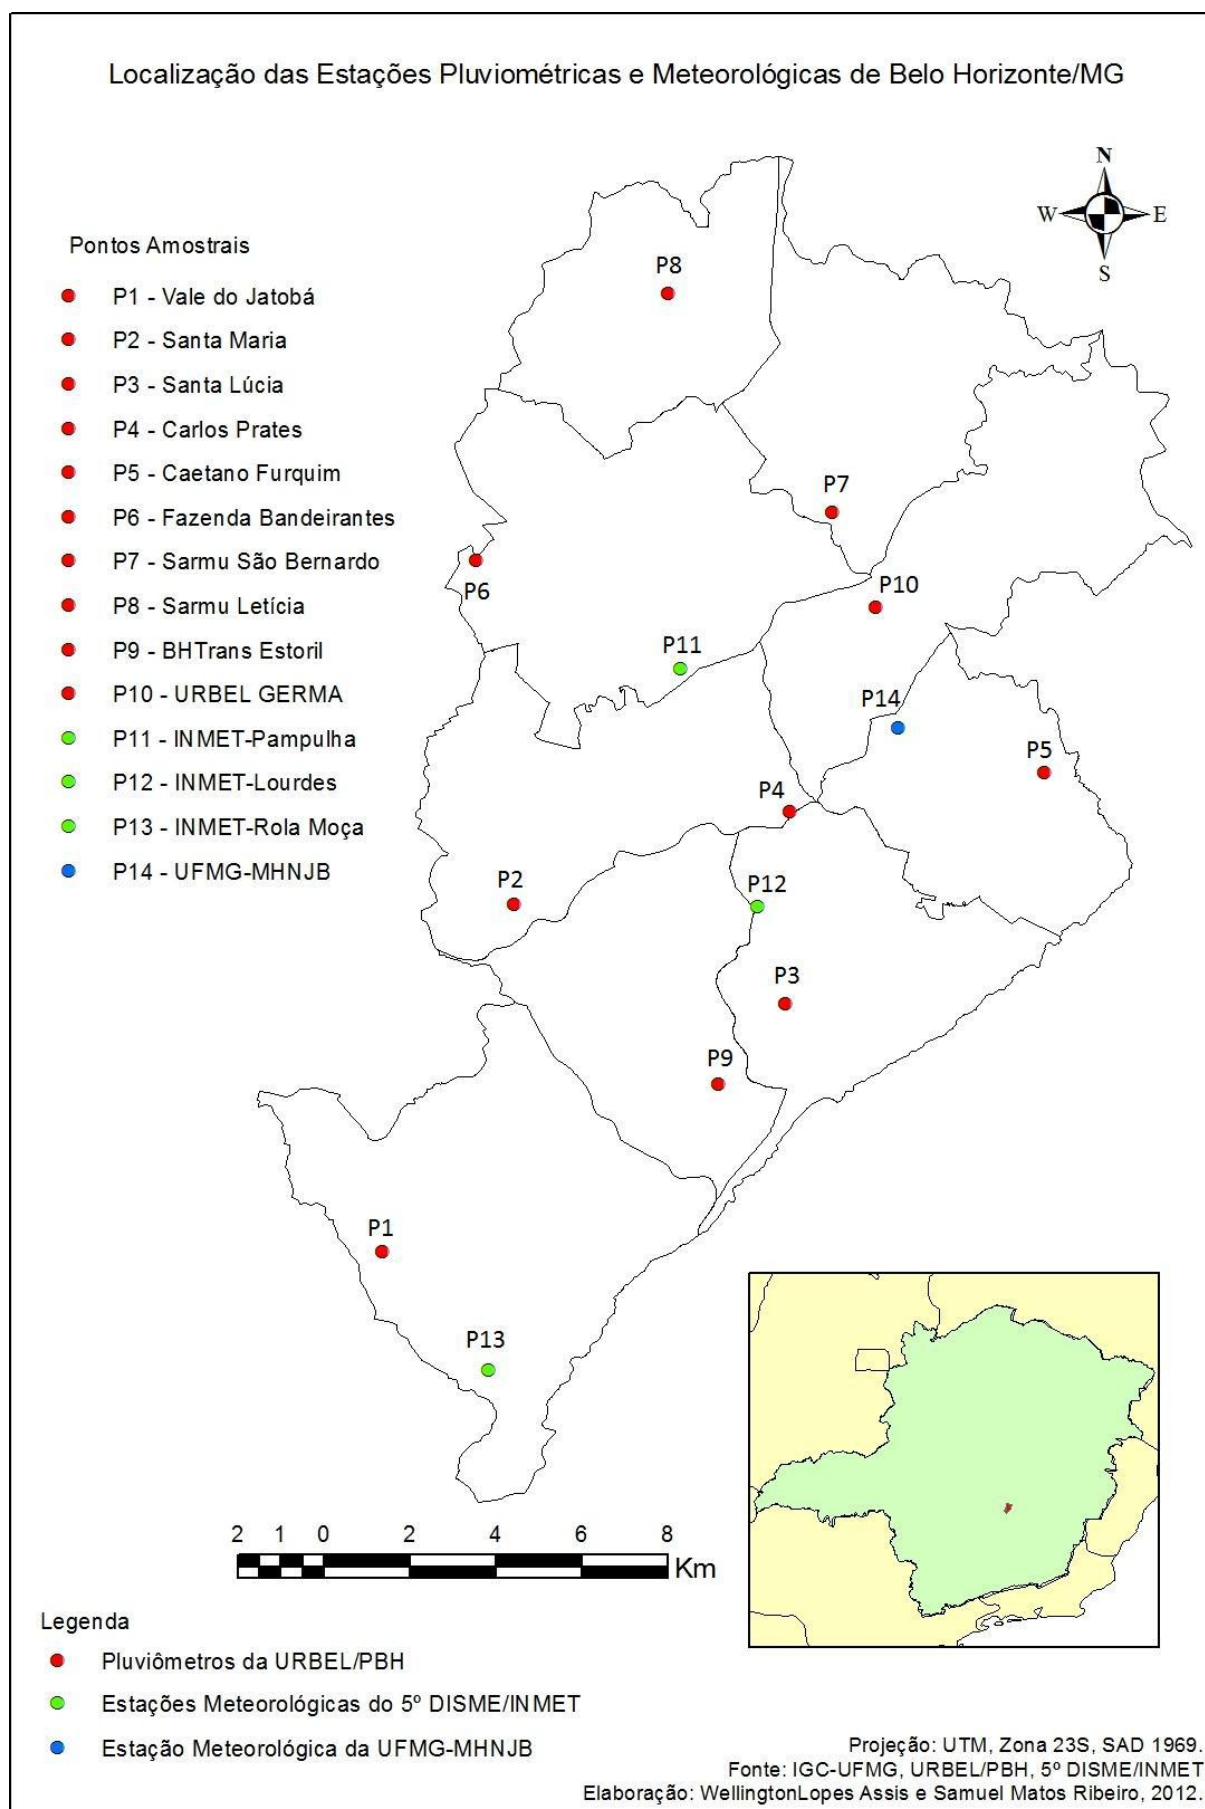 Localização das Estações Pluviométricas e Meteorológicas de Belo Horizonte/MG
N
W
E
S
Pontos Amostrais
P1 - Vale do Jatobá
P2 - Santa Maria
P3 - Santa Lúcia
P4 - Carlos Prates
P5 - Caetano Furquim
P6 - Fazenda Bandeirantes
P7 - Sarmu São Bernardo
P8 - Sarmu Letícia
P9 - BHTrans Estoril
P10 - URBEL GERMA
P11 - INMET-Pampulha
P12 - INMET-Lourdes
P13 - INMET-Rola Moça
P14 - UFMG-MHNJB
P8
P7
P6
P10
P11
P14
P5
P4
P2
P12
P3
P9
P1
P13
2 1 0 2 4 6 8
Km
Legenda
Pluviômetros da URBEL/PBH
Estações Meteorológicas do 5º DISME/INMET
Estação Meteorológica da UFMG-MHNJB
Projeção: UTM, Zona 23S, SAD 1969.
Fonte: IGC-UFMG, URBEL/PBH, 5º DISME/INMET
Elaboração: WellingtonLopes Assis e Samuel Matos Ribeiro, 2012.